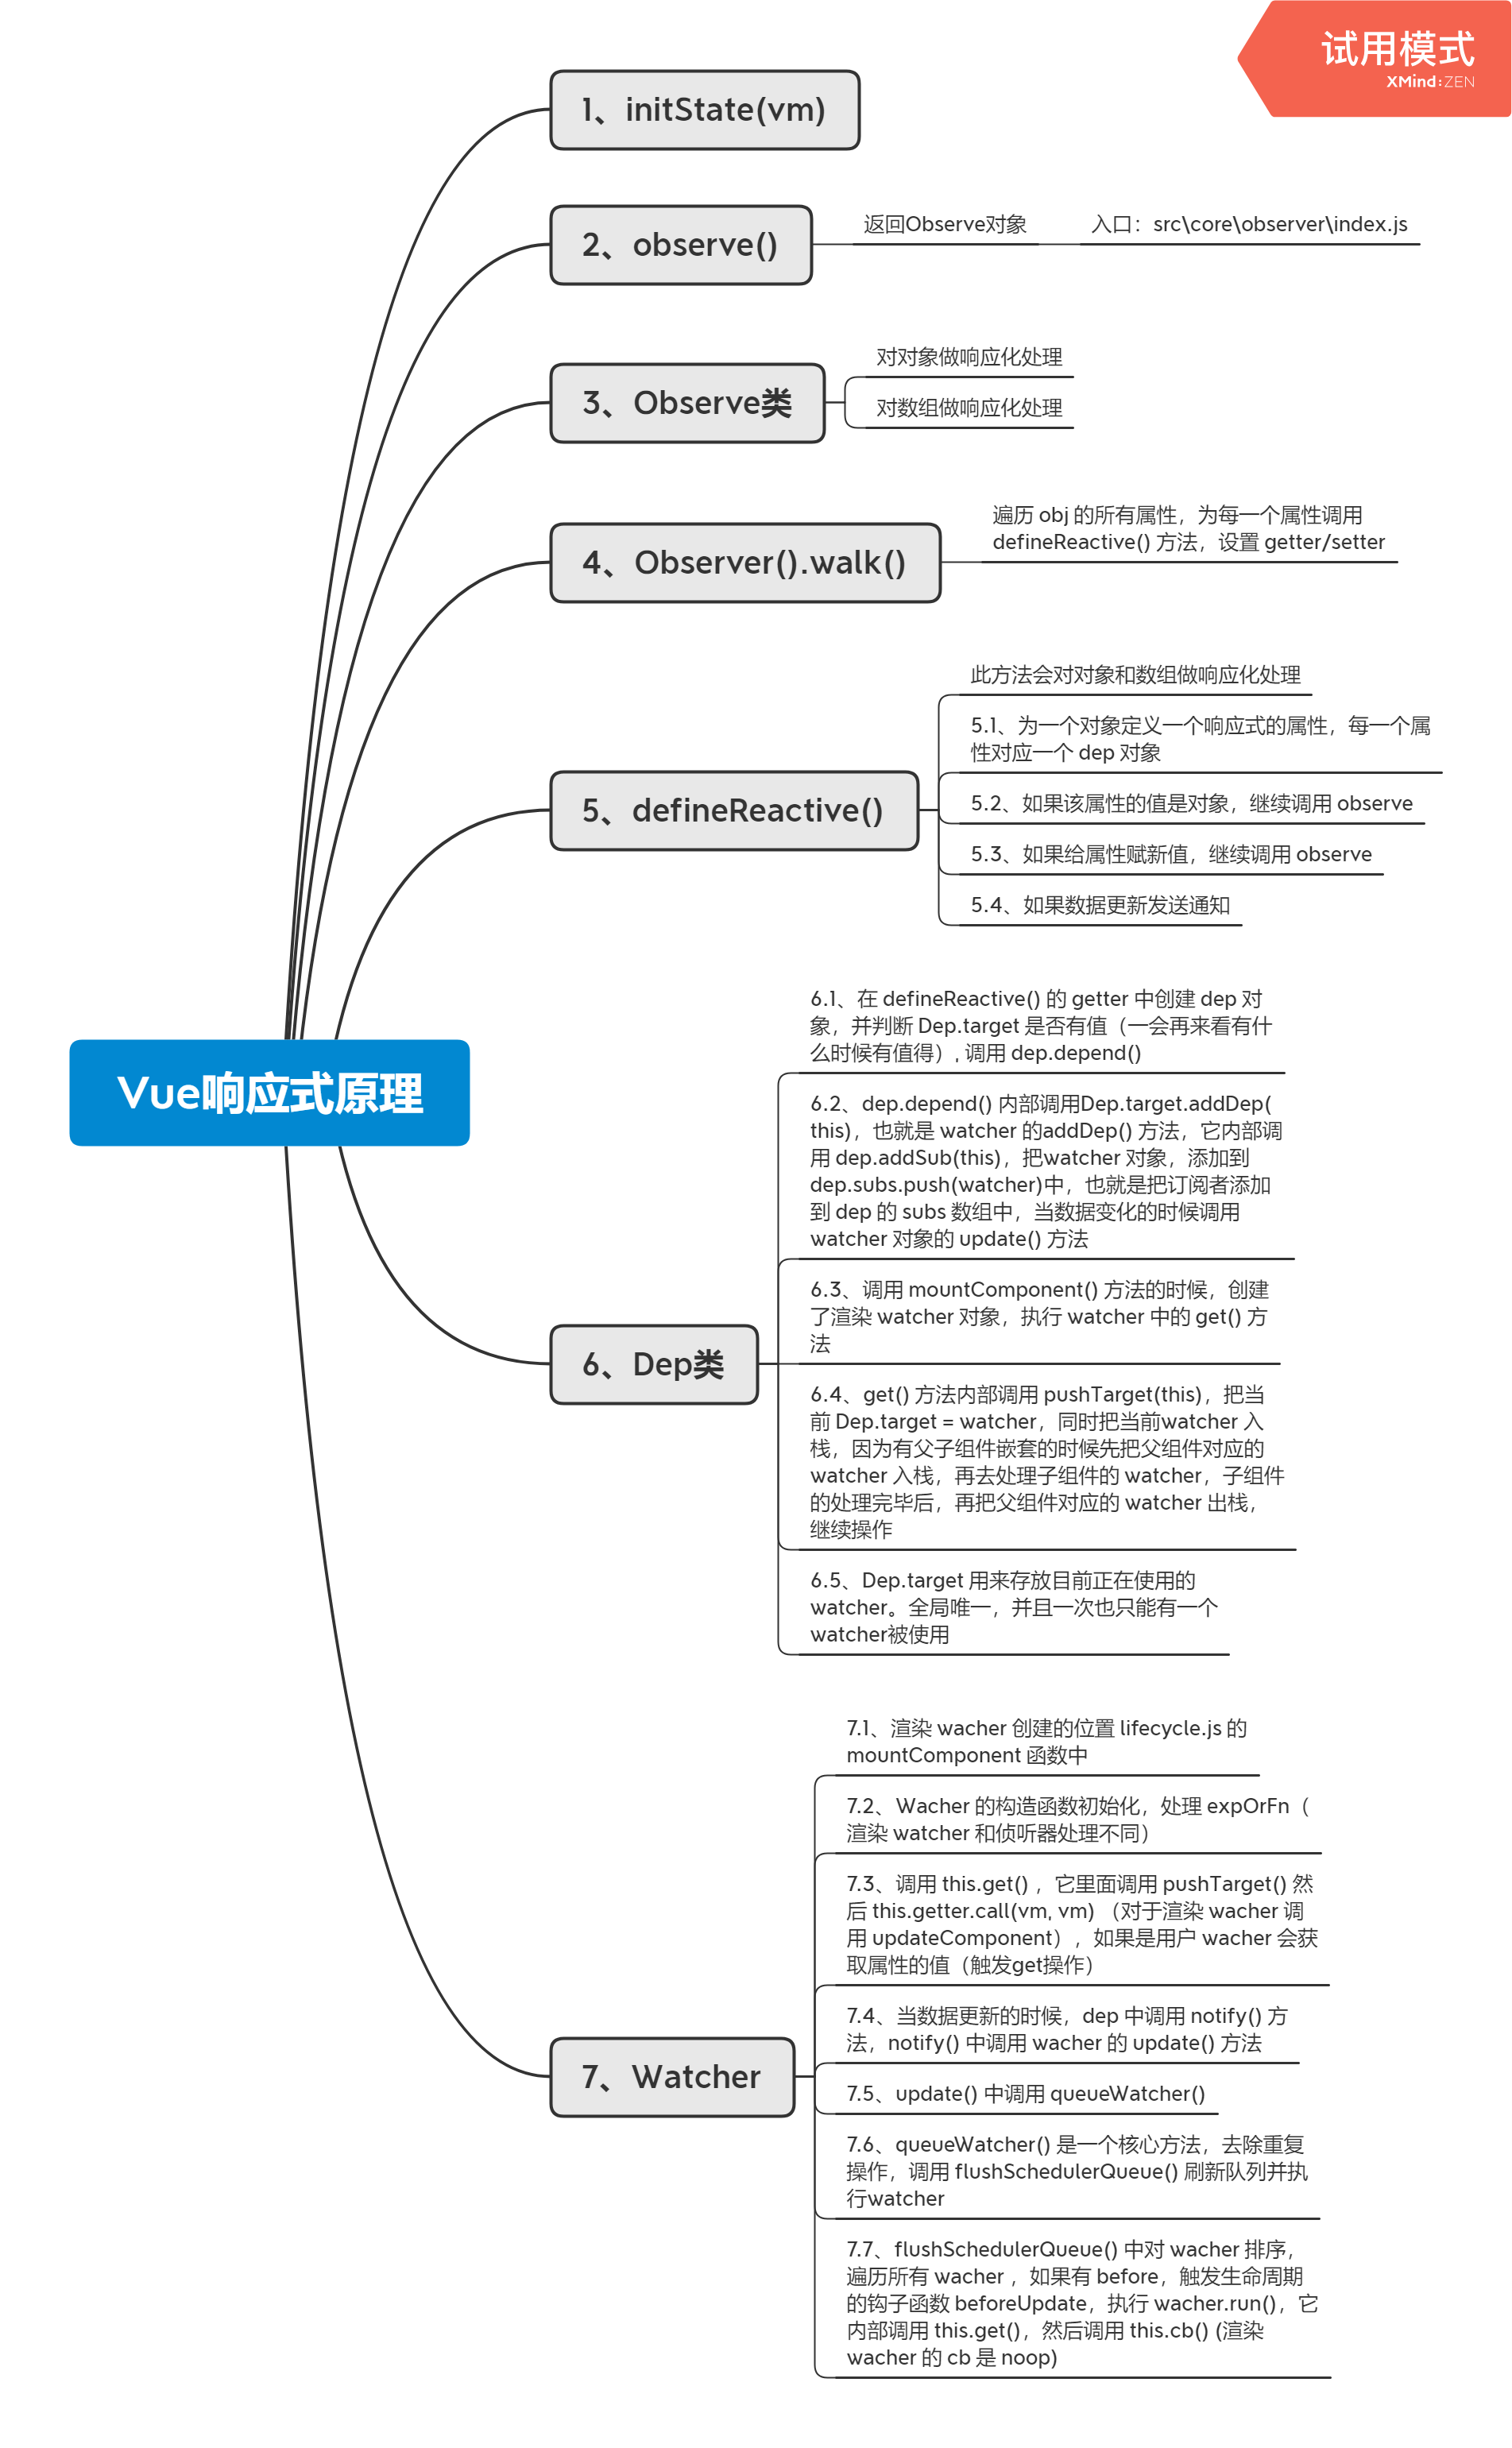 试用模式
XMind:ZEN
1、initState(vm)
2、observe()
返回Observe对象
入口：src\core\observer\index.js
3、Observe类
对对象做响应化处理
对数组做响应化处理
4、Observer().walk()
遍历 obj 的所有属性，为每一个属性调用
defineReactive() 方法，设置 getter/setter
5、defineReactive()
此方法会对对象和数组做响应化处理
5.1、为一个对象定义一个响应式的属性，每一个属
性对应一个 dep 对象
5.2、如果该属性的值是对象，继续调用 observe
5.3、如果给属性赋新值，继续调用 observe
5.4、如果数据更新发送通知
Vue响应式原理
6、Dep类
6.1、在 defineReactive() 的 getter 中创建 dep 对
象，并判断 Dep.target 是否有值（一会再来看有什
么时候有值得）, 调用 dep.depend()
6.2、dep.depend() 内部调用Dep.target.addDep(
this)，也就是 watcher 的addDep() 方法，它内部调
用 dep.addSub(this)，把watcher 对象，添加到
dep.subs.push(watcher)中，也就是把订阅者添加
到 dep 的 subs 数组中，当数据变化的时候调用
watcher 对象的 update() 方法
6.3、调用 mountComponent() 方法的时候，创建
了渲染 watcher 对象，执行 watcher 中的 get() 方
法
6.4、get() 方法内部调用 pushTarget(this)，把当
前 Dep.target = watcher，同时把当前watcher 入
栈，因为有父子组件嵌套的时候先把父组件对应的
watcher 入栈，再去处理子组件的 watcher，子组件
的处理完毕后，再把父组件对应的 watcher 出栈，
继续操作
6.5、Dep.target 用来存放目前正在使用的
watcher。全局唯一，并且一次也只能有一个
watcher被使用
7、Watcher
7.1、渲染 wacher 创建的位置 lifecycle.js 的
mountComponent 函数中
7.2、Wacher 的构造函数初始化，处理 expOrFn（
渲染 watcher 和侦听器处理不同）
7.3、调用 this.get() ，它里面调用 pushTarget() 然
后 this.getter.call(vm, vm) （对于渲染 wacher 调
用 updateComponent），如果是用户 wacher 会获
取属性的值（触发get操作）
7.4、当数据更新的时候，dep 中调用 notify() 方
法，notify() 中调用 wacher 的 update() 方法
7.5、update() 中调用 queueWatcher()
7.6、queueWatcher() 是一个核心方法，去除重复
操作，调用 flushSchedulerQueue() 刷新队列并执
行watcher
7.7、flushSchedulerQueue() 中对 wacher 排序，
遍历所有 wacher ，如果有 before，触发生命周期
的钩子函数 beforeUpdate，执行 wacher.run()，它
内部调用 this.get()，然后调用 this.cb() (渲染
wacher 的 cb 是 noop)